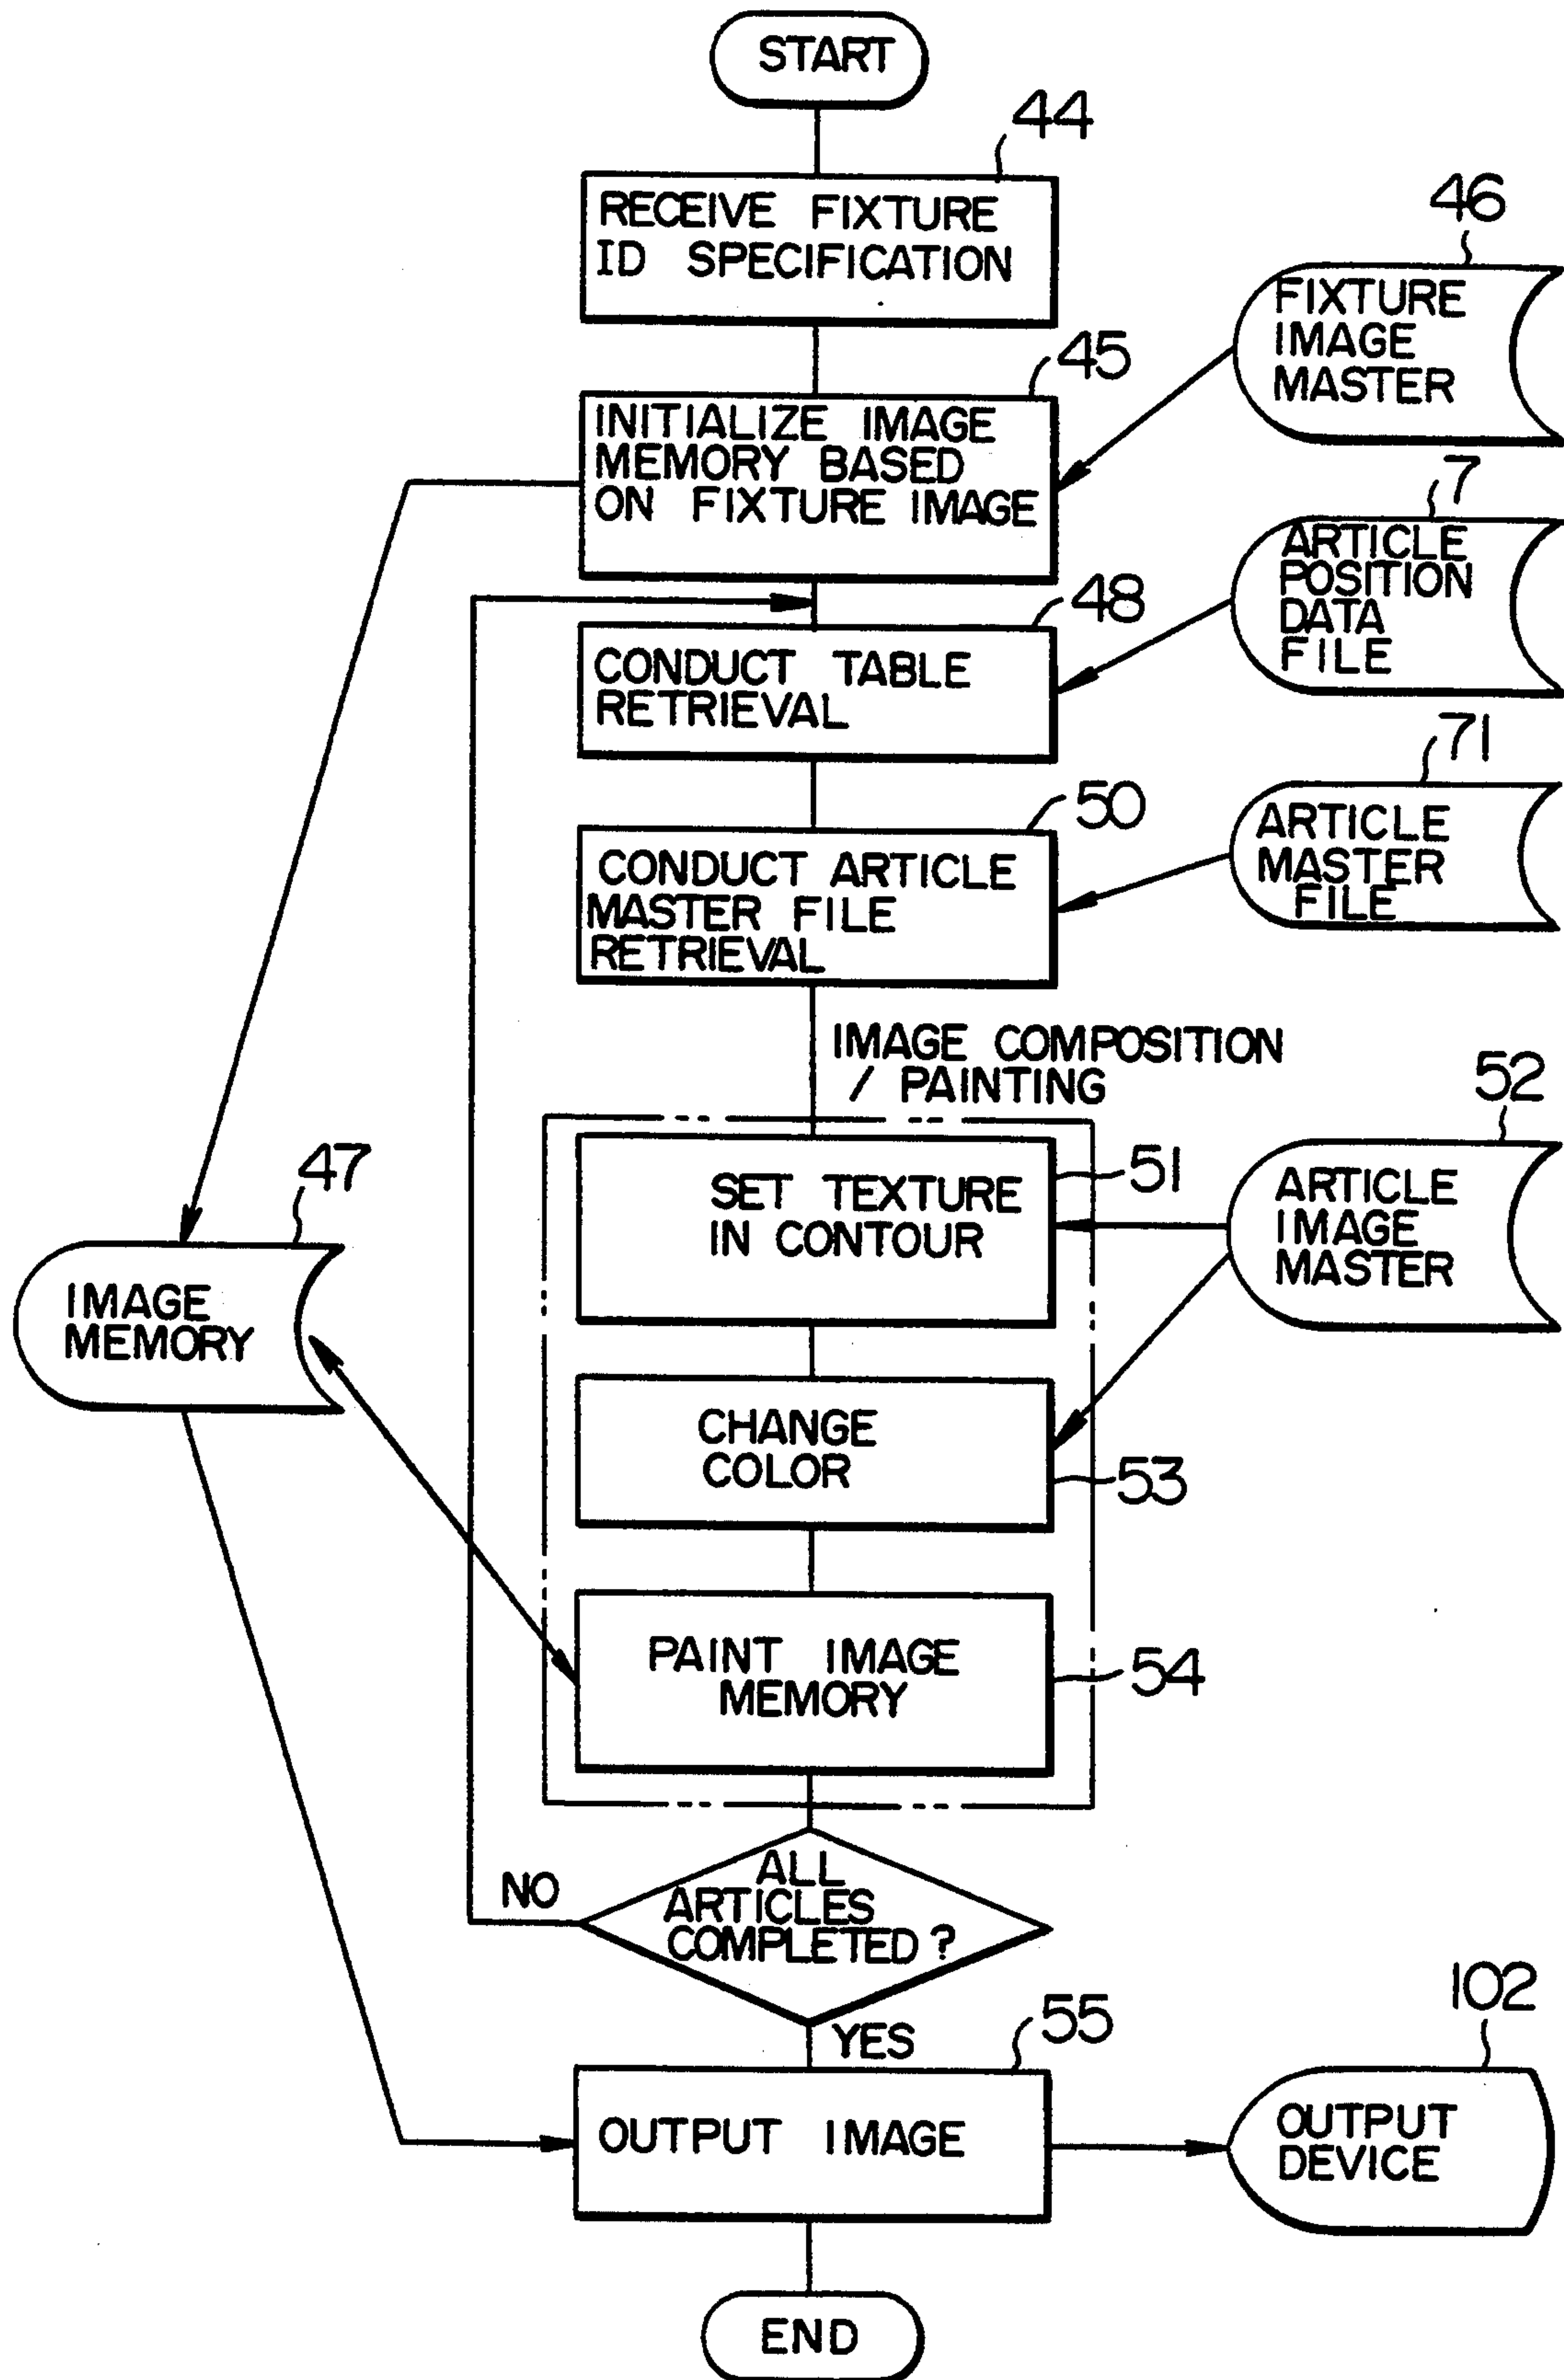 START
44
RECEIVE FIXTURE
ID SPECIFICATION
46
FIXTURE
IMAGE
MASTER
45
INITIALIZE IMAGE
MEMORY BASED
ON FIXTURE IMAGE
7
ARTICLE
POSITION
DATA
FILE
48
CONDUCT TABLE
RETRIEVAL
71
ARTICLE
MASTER
FILE
50
CONDUCT ARTICLE
MASTER FILE
RETRIEVAL
IMAGE COMPOSITION
/ PAINTING
52
ARTICLE
IMAGE
MASTER
51
SET TEXTURE
IN CONTOUR
47
IMAGE
MEMORY
CHANGE
COLOR
53
PAINT IMAGE
MEMORY
54
ALL
ARTICLES
COMPLETED ?
NO
YES
55
OUTPUT IMAGE
102
OUTPUT
DEVICE
END